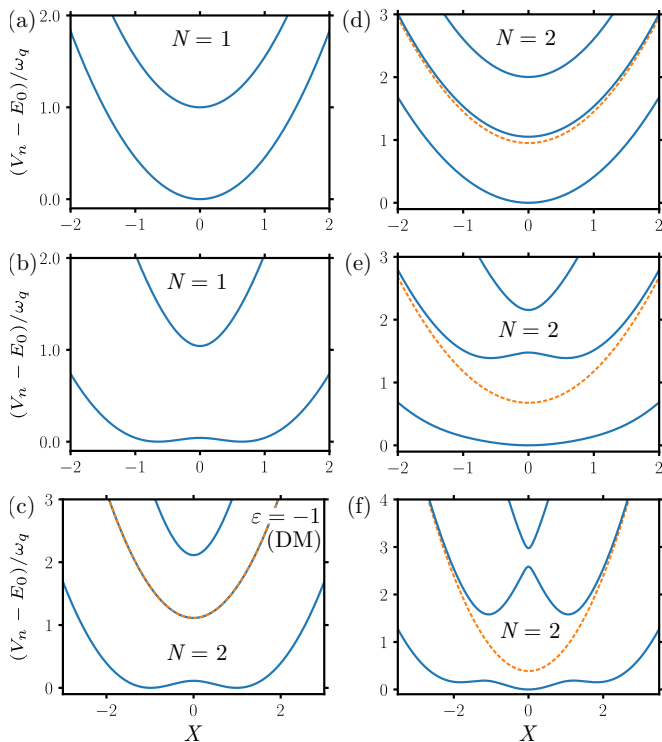 (a)
(V_n − E_0)/ω_q
2.0
1.0
0.0
N = 1
−2 −1 0 1 2
(d)
3
2
1
0
N = 2
−2 −1 0 1 2
(b)
(V_n − E_0)/ω_q
2.0
1.0
0.0
N = 1
−2 −1 0 1 2
(e)
3
2
1
0
N = 2
−2 −1 0 1 2
(c)
(V_n − E_0)/ω_q
3
2
1
0
ε = −1
(DM)
N = 2
−2 0 2
X
(f)
4
3
2
1
0
N = 2
−2 0 2
X